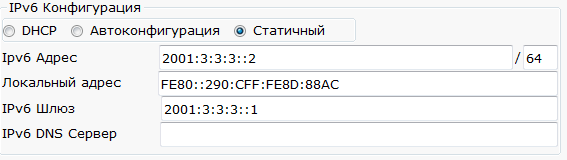 IPv6 Конфигурация
DHCP Автоконфигурация Статичный
Ipv6 Адрес 2001:3:3:3::2 / 64
Локальный адрес FE80::290:CFF:FE8D:88AC
IPv6 Шлюз 2001:3:3:3::1
IPv6 DNS Сервер